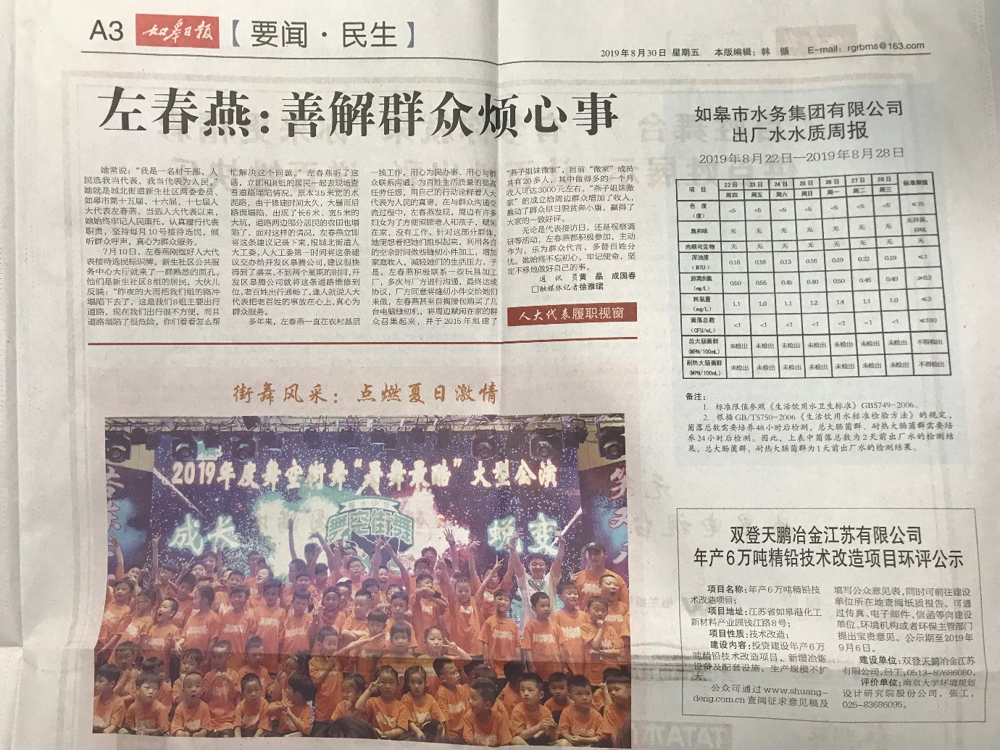 A3 如皋日报 【要闻·民生】
2019年8月30日 星期五 本版编辑：韩 循 E-mail：rgrbms@163.com
左春燕：善解群众烦心事
她常说：“我是一名村干部，人
民选我当代表，我当代表为人民。”
她就是城北街道新生社区两委委员、
如皋市第十五届、十六届、十七届人
大代表左春燕。当选人大代表以来，
她始终牢记人民重托，认真履行代表
职责，坚持每月10号接待选民，倾
听群众呼声，真心为群众服务。
7月10日，左春燕刚摆好人大代
表接待选民标识牌，新生社区公共服
务中心大厅就来了一群熟悉的面孔，
他们是新生社区8组的居民，大伙儿
反映：“昨夜的大雨把我们组的路冲
塌陷下去了，这是我们8组主要出行
道路，现在我们出行很不方便，而且
道路塌陷了很危险，你们看看怎么帮
忙解决这个问题。”左春燕听了这
话，立即和8组的居民一起去现场查
看道路塌陷情况。原本3.5米宽的水
泥路，由于修建时间太久，大暴雨后
路面塌陷，出现了长6米、宽5米的
大坑，道路两边部分居民的农田也塌
陷了。面对这样的情况，左春燕立即
将这条建议记录下来，报城北街道人
大工委，人大工委第一时间将这条建
议交办给开发区皋腾公司，建议很快
得到了落实，不到两个星期的时间，开
发区皋腾公司就将这条道路维修到
位，老百姓出行通畅了，逢人就说人大
代表把老百姓的事放在心上，真心为
群众服务。
多年来，左春燕一直在农村基层
一线工作，用心为民办事、用心与群
众联系沟通，为百姓生活质量的提高
任劳任怨，用自己的行动诠释着人大
代表为人民的真谛。在与群众沟通交
流过程中，左春燕发现，周边有许多
妇女为了方便照顾老人和孩子，赋闲
在家，没有工作。针对这部分群体，
她便想着把她们组织起来，利用各自
的空余时间做些缝纫小件加工，增加
家庭收入，减轻她们的生活压力。于
是，左春燕积极联系一些玩具加工
厂，多次与厂方进行沟通，最终达成
协议，厂方同意将缝纫小件交给她们
来做，左春燕甚至自掏腰包购买了几
台电脑缝纫机，将周边赋闲在家的群
众召集起来，并于2015年组建了
“燕子姐妹微家”，目前“微家”成员
共有20多人，其中做得多的一个月
收入可达3000元左右。“燕子姐妹微
家”的成立给周边群众增加了收入，
推动了群众早日脱贫奔小康，赢得了
大家的一致好评。
无论是代表接访日，还是视察调
研等活动，左春燕都积极参加，主动
作为，乐为群众代言，多替百姓分
忧。她始终不忘初心，牢记使命，坚
定不移地做好自己的事。
通 讯 员 黄 晶 成国春
□融媒体记者 徐雅珺
人大代表履职视窗
街舞风采：点燃夏日激情
2019年度舞空街舞“暑舞最酷”大型会演
成长 舞空街舞 蜕变
如皋市水务集团有限公司
出厂水水质周报
2019年8月22日—2019年8月28日
项 目 22日 周四 23日 周五 24日 周六 25日 周日 26日 周一 27日 周二 28日 周三 标准限值
色 度（度） <5 <5 <5 <5 <5 <5 <5 ≤15
臭和味 无 无 无 无 无 无 无 无异臭、异味
肉眼可见物 无 无 无 无 无 无 无 无
浑浊度（NTU） 0.16 0.18 0.13 0.16 0.19 0.23 0.19 ≤1
游离余氯（mg/L） 0.50 0.55 0.45 0.40 0.50 0.45 0.40 ≥0.3
耗氧量（mg/L） 1.1 1.0 1.1 1.2 1.4 1.1 1.0 ≤3
菌落总数（CFU/mL） <1 <1 <1 <1 <1 <1 <1 ≤100
总大肠菌群（MPN/100mL） 未检出 未检出 未检出 未检出 未检出 未检出 未检出 不得检出
耐热大肠菌群（MPN/100mL） 未检出 未检出 未检出 未检出 未检出 未检出 未检出 不得检出
备注：
1. 标准限值参照《生活饮用水卫生标准》GB5749-2006。
2. 根据GB/T5750-2006《生活饮用水标准检验方法》的规定，
菌落总数需要培养48小时后检测，总大肠菌群、耐热大肠菌群需要培
养24小时后检测。因此，上表中菌落总数为2天前出厂水的检测结
果，总大肠菌群、耐热大肠菌群为1天前出厂水的检测结果。
双登天鹏冶金江苏有限公司
年产6万吨精铅技术改造项目环评公示
项目名称：年产6万吨精铅技
术改造项目；
项目地址：江苏省如皋港化工
新材料产业园钱江路8号；
项目性质：技术改造；
建设内容：投资建设年产6万
吨精铅技术改造项目，新增冶炼
设备及配套设施，生产规模不扩
大。
公众可通过www.shuang-
deng.com.cn查阅征求意见稿及
填写公众意见表，同时可前往建设
单位所在地查阅纸质报告。可通
过传真、电子邮件、信函等向建设
单位、环境机构或者环保主管部门
提出宝贵意见。公示期至2019年
9月6日。
建设单位：双登天鹏冶金江苏
有限公司，吕工，0513-87686080。
评价单位：南京大学环境规划
设计研究院股份公司，张工，
025-83686095。